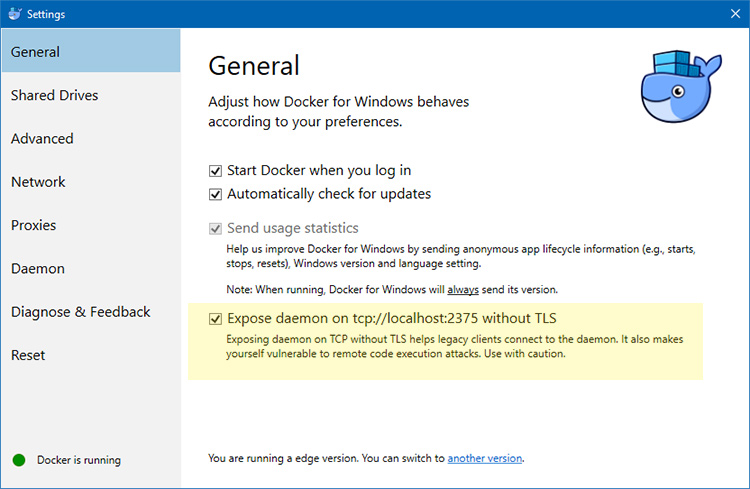 Settings
General
Shared Drives
Advanced
Network
Proxies
Daemon
Diagnose & Feedback
Reset
Docker is running
General
Adjust how Docker for Windows behaves
according to your preferences.
Start Docker when you log in
Automatically check for updates
Send usage statistics
Help us improve Docker for Windows by sending anonymous app lifecycle information (e.g., starts,
stops, resets), Windows version and language setting.
Note: When running, Docker for Windows will always send its version.
Expose daemon on tcp://localhost:2375 without TLS
Exposing daemon on TCP without TLS helps legacy clients connect to the daemon. It also makes
yourself vulnerable to remote code execution attacks. Use with caution.
You are running a edge version. You can switch to another version.